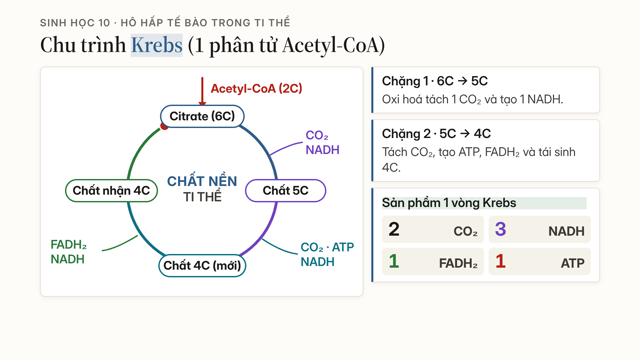 SINH HỌC 10 · HÔ HẤP TẾ BÀO TRONG TI THỂ
Chu trình Krebs (1 phân tử Acetyl-CoA)
Acetyl-CoA (2C)
Citrate (6C)
CO₂
NADH
Chất nhận 4C
CHẤT NỀN
TI THỂ
Chất 5C
FADH₂
NADH
CO₂ · ATP
NADH
Chất 4C (mới)
Chặng 1 · 6C → 5C
Oxi hoá tách 1 CO₂ và tạo 1 NADH.
Chặng 2 · 5C → 4C
Tách CO₂, tạo ATP, FADH₂ và tái sinh
4C.
Sản phẩm 1 vòng Krebs
2 CO₂
3 NADH
1 FADH₂
1 ATP